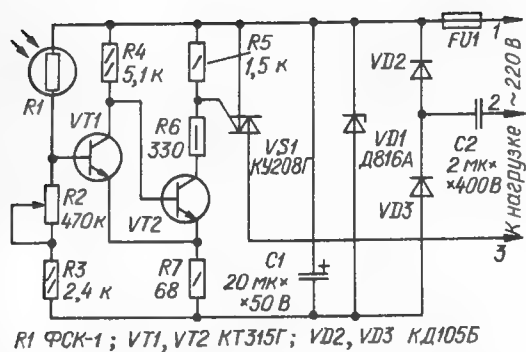 R1
R4
5,1 к
R5
1,5 к
VT1
R6
330
VT2
R2
470к
R3
2,4 к
R7
68
VS1
КУ208Г
C1
20 мк×
×50 В
VD1
Д816А
VD2
VD3
FU1
1
2
C2
2 мк×
×400В
3
К нагрузке ~220 В
R1 ФСК-1; VT1, VT2 КТ315Г; VD2, VD3 КД105Б